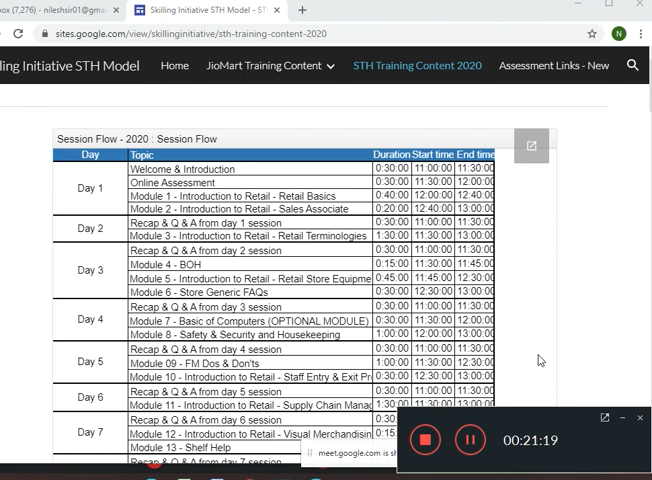 ox (7,276) - nileshsir01@gma
Skilling Initiative STH Model - ST
sites.google.com/view/skillinginitiative/sth-training-content-2020
N
ling Initiative STH Model
Home
JioMart Training Content
STH Training Content 2020
Assessment Links - New
Session Flow - 2020 : Session Flow
Day Topic Duration Start time End time
Day 1
Welcome & Introduction 0:30:00 11:00:00 11:30:00
Online Assessment 0:30:00 11:30:00 12:00:00
Module 1 - Introduction to Retail - Retail Basics 0:40:00 12:00:00 12:40:00
Module 2 - Introduction to Retail - Sales Associate 0:20:00 12:40:00 13:00:00
Day 2
Recap & Q & A from day 1 session 0:30:00 11:00:00 11:30:00
Module 3 - Introduction to Retail - Retail Terminologies 1:30:00 11:30:00 13:00:00
Day 3
Recap & Q & A from day 2 session 0:30:00 11:00:00 11:30:00
Module 4 - BOH 0:15:00 11:30:00 11:45:00
Module 5 - Introduction to Retail - Retail Store Equipme 0:45:00 11:45:00 12:30:00
Module 6 - Store Generic FAQs 0:30:00 12:30:00 13:00:00
Day 4
Recap & Q & A from day 3 session 0:30:00 11:00:00 11:30:00
Module 7 - Basic of Computers (OPTIONAL MODULE) 0:30:00 11:30:00 12:00:00
Module 8 - Safety & Security and Housekeeping 1:00:00 12:00:00 13:00:00
Day 5
Recap & Q & A from day 4 session 0:30:00 11:00:00 11:30:00
Module 09 - FM Dos & Don'ts 1:00:00 11:30:00 12:30:00
Module 10 - Introduction to Retail - Staff Entry & Exit Pr 0:30:00 12:30:00 13:00:00
Day 6
Recap & Q & A from day 5 session 0:30:00 11:00:00 11:30:00
Module 11 - Introduction to Retail - Supply Chain Manag 1:30:00 11:30:00 13:00:00
Day 7
Recap & Q & A from day 6 session 0:30:
Module 12 - Introduction to Retail - Visual Merchandisin 0:15:
Module 13 - Shelf Help
Recap & Q & A from day 7 session
meet.google.com is sh
00:21:19